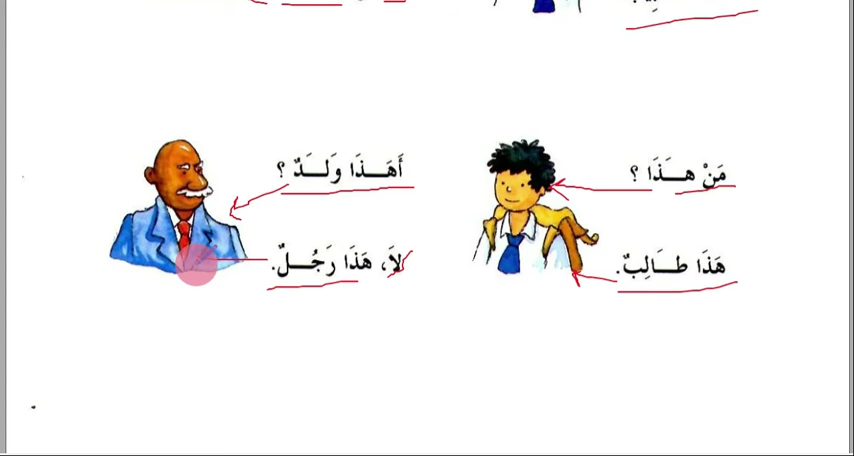 مَنْ هَـذَا ؟
هَذَا طَـالِبٌ.
أَهَـذَا وَلَـدٌ ؟
لاَ، هَذَا رَجُـلٌ.